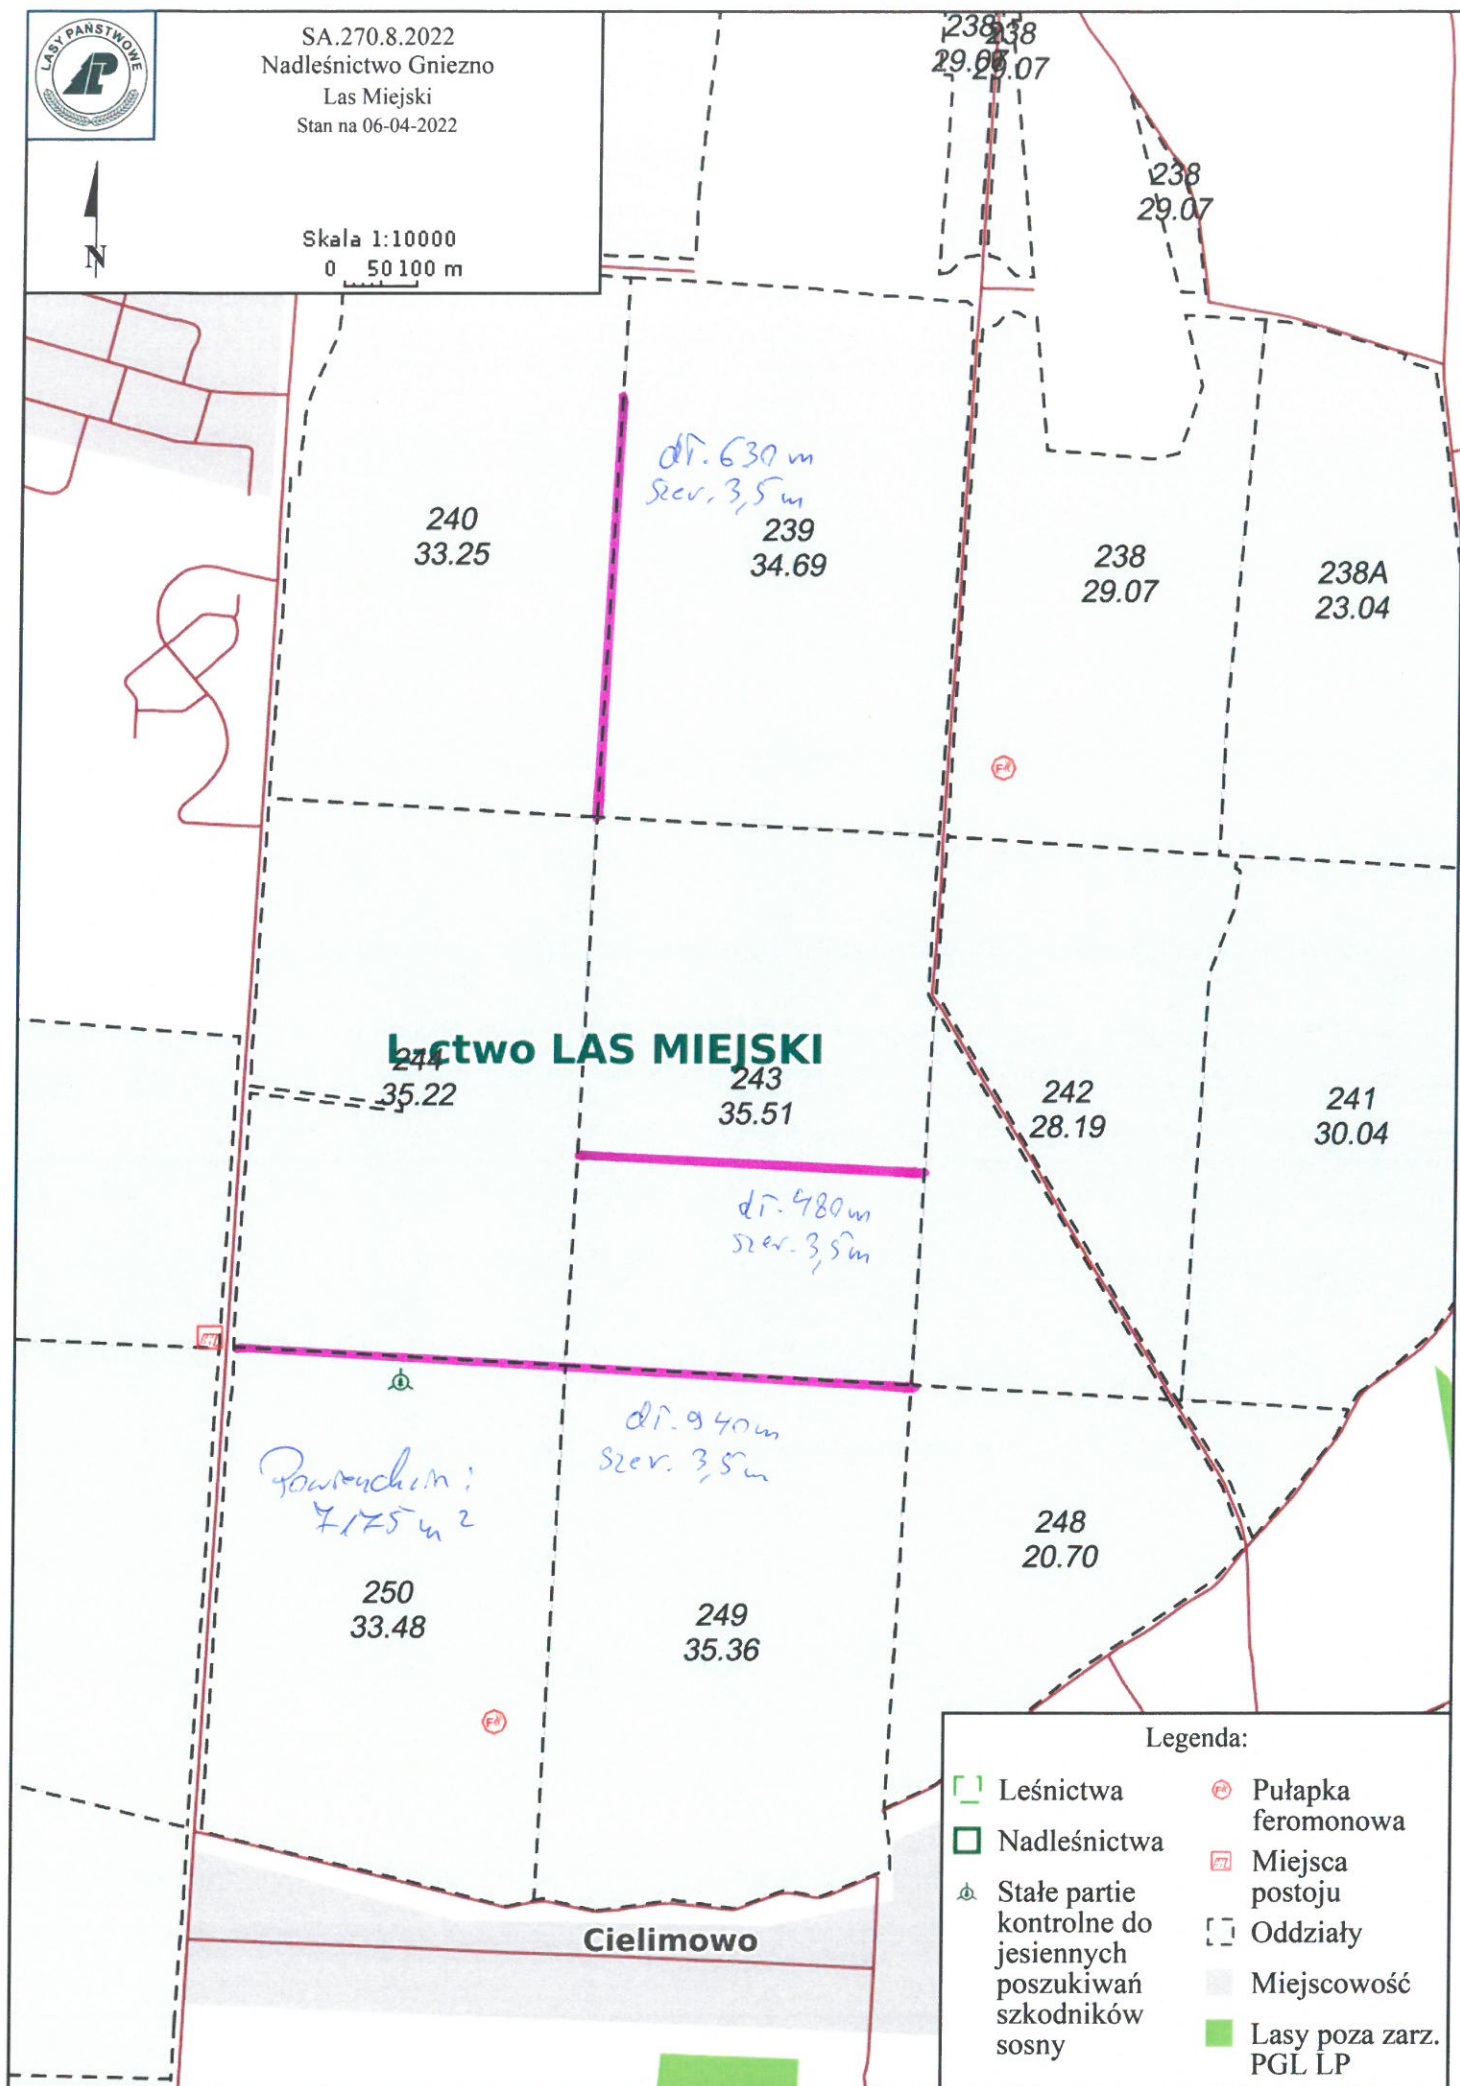 LASY PAŃSTWOWE
SA.270.8.2022
Nadleśnictwo Gniezno
Las Miejski
Stan na 06-04-2022
N
Skala 1:10000
0 50 100 m
238
29.07
238
29.07
238
29.07
dł. 630 m
szer. 3,5 m
240
33.25
239
34.69
238
29.07
238A
23.04
L-ctwo LAS MIEJSKI
244
35.22
243
35.51
242
28.19
241
30.04
dł. 480 m
szer. 3,5 m
dł. 940 m
szer. 3,5 m
7175 m2
250
33.48
249
35.36
248
20.70
Cielimowo
Legenda:
Leśnictwa
Nadleśnictwa
Stałe partie
kontrolne do
jesiennych
poszukiwań
szkodników
sosny
Pułapka
feromonowa
Miejsca
postoju
Oddziały
Miejscowość
Lasy poza zarz.
PGL LP